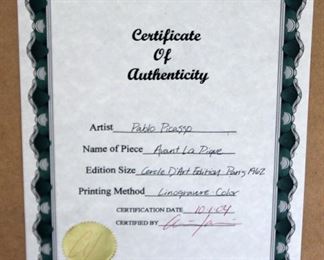 Certificate
Of
Authenticity
Artist Pablo Picasso
Name of Piece Avant La Pique
Edition Size Cercle D'Art Edition Paris 1962
Printing Method Linogravure Color
CERTIFICATION DATE 10-1-04
CERTIFIED BY